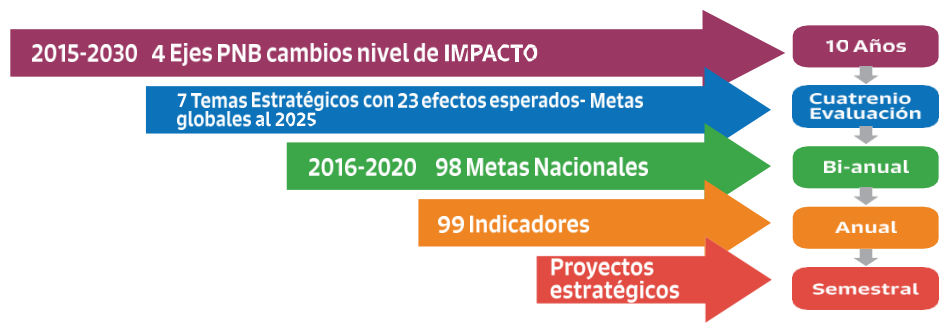 2015-2030 4 Ejes PNB cambios nivel de IMPACTO
10 Años
7 Temas Estratégicos con 23 efectos esperados- Metas
globales al 2025
Cuatrenio
Evaluación
2016-2020 98 Metas Nacionales
Bi-anual
99 Indicadores
Anual
Proyectos
estratégicos
Semestral